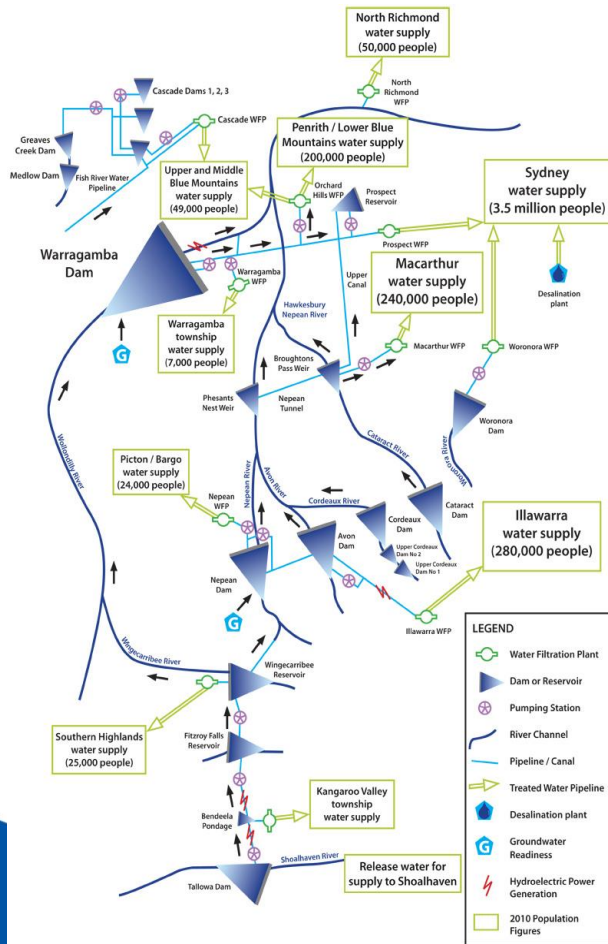 North Richmond
water supply
(50,000 people)
North
Richmond
WFP
Cascade Dams 1, 2, 3
Cascade WFP
Greaves
Creek Dam
Medlow Dam
Fish River Water
Pipeline
Penrith / Lower Blue
Mountains water supply
(200,000 people)
Upper and Middle
Blue Mountains
water supply
(49,000 people)
Orchard
Hills WFP
Prospect
Reservoir
Sydney
water supply
(3.5 million people)
Prospect WFP
Desalination
plant
Warragamba
Dam
Warragamba
WFP
Warragamba
township
water supply
(7,000 people)
Upper
Canal
Macarthur
water supply
(240,000 people)
Hawkesbury
Nepean River
Broughtons
Pass Weir
Macarthur WFP
Woronora WFP
Phesants
Nest Weir
Nepean
Tunnel
Woronora
Dam
Woronora River
Wollondilly River
Cataract River
Picton / Bargo
water supply
(24,000 people)
Nepean
WFP
Nepean River
Avon River
Cordeaux River
Cordeaux
Dam
Cataract
Dam
Upper Cordeaux
Dam No 2
Upper Cordeaux
Dam No 1
Avon
Dam
Nepean
Dam
Illawarra
water supply
(280,000 people)
Illawarra WFP
Wingecarribee River
Wingecarribee
Reservoir
Southern Highlands
water supply
(25,000 people)
Fitzroy Falls
Reservoir
Kangaroo Valley
township
water supply
Bendeela
Pondage
Shoalhaven River
Tallowa Dam
Release water for
supply to Shoalhaven
LEGEND
Water Filtration Plant
Dam or Reservoir
Pumping Station
River Channel
Pipeline / Canal
Treated Water Pipeline
Desalination plant
G
Groundwater
Readiness
Hydroelectric Power
Generation
2010 Population
Figures
G
G